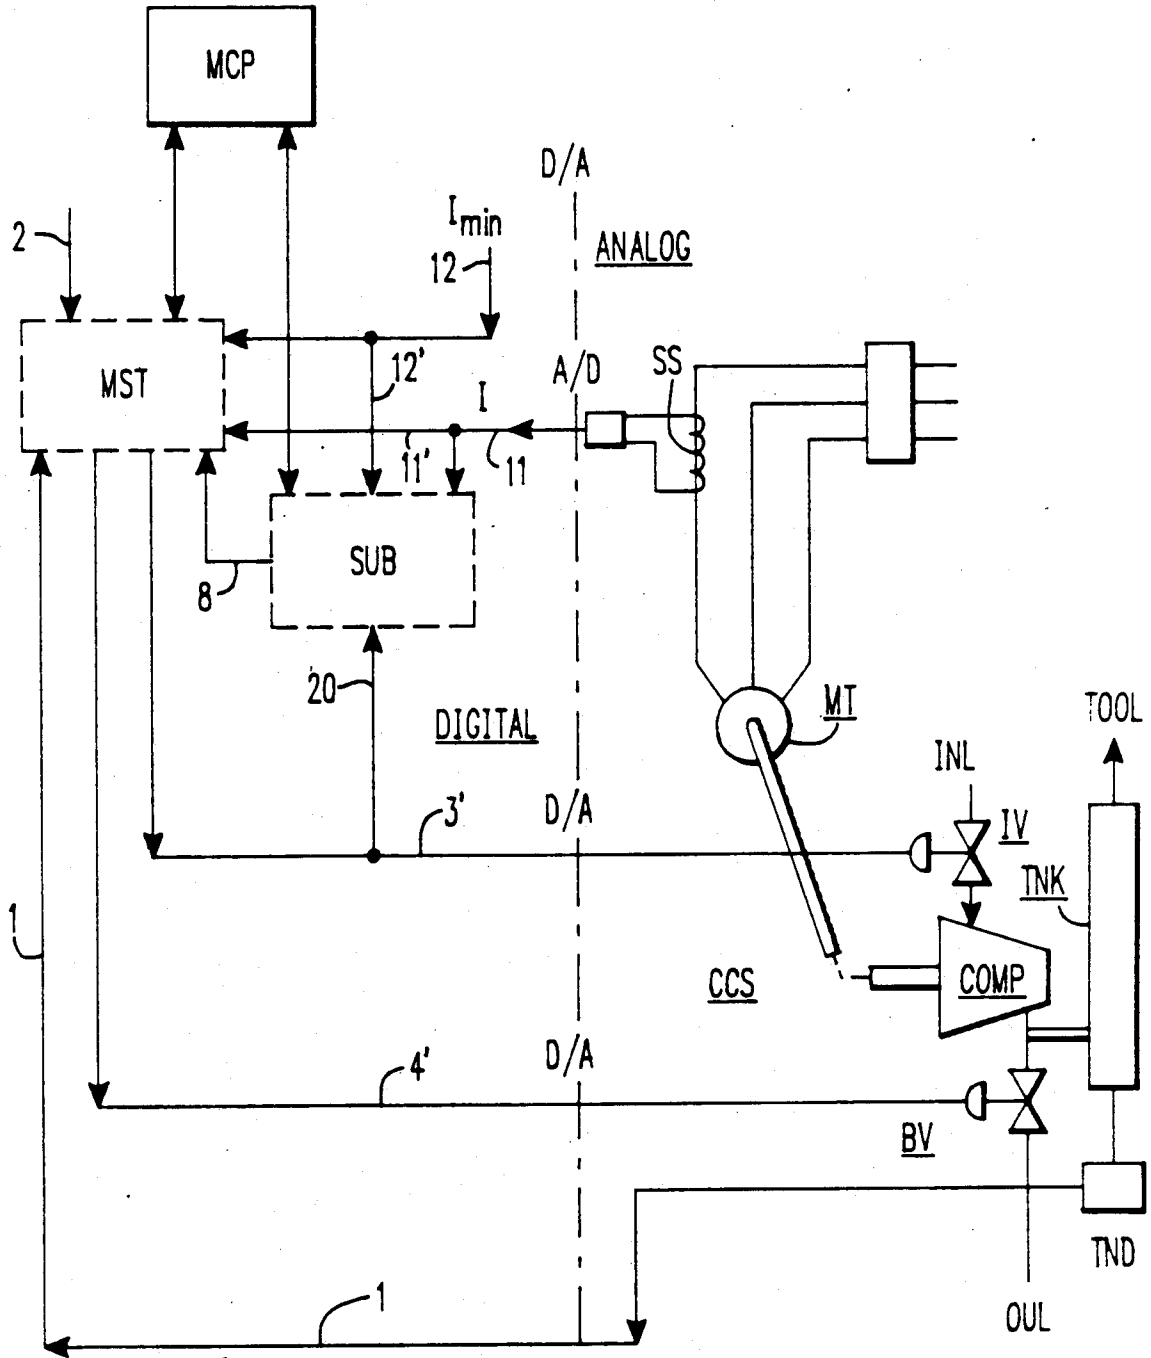 MCP
D/A
2
Imin
12
ANALOG
MST
12'
I
A/D
SS
11'
11
8
SUB
20
DIGITAL
MT
TOOL
INL
3'
D/A
IV
TNK
1
CCS
COMP
4'
D/A
BV
TND
1
OUL